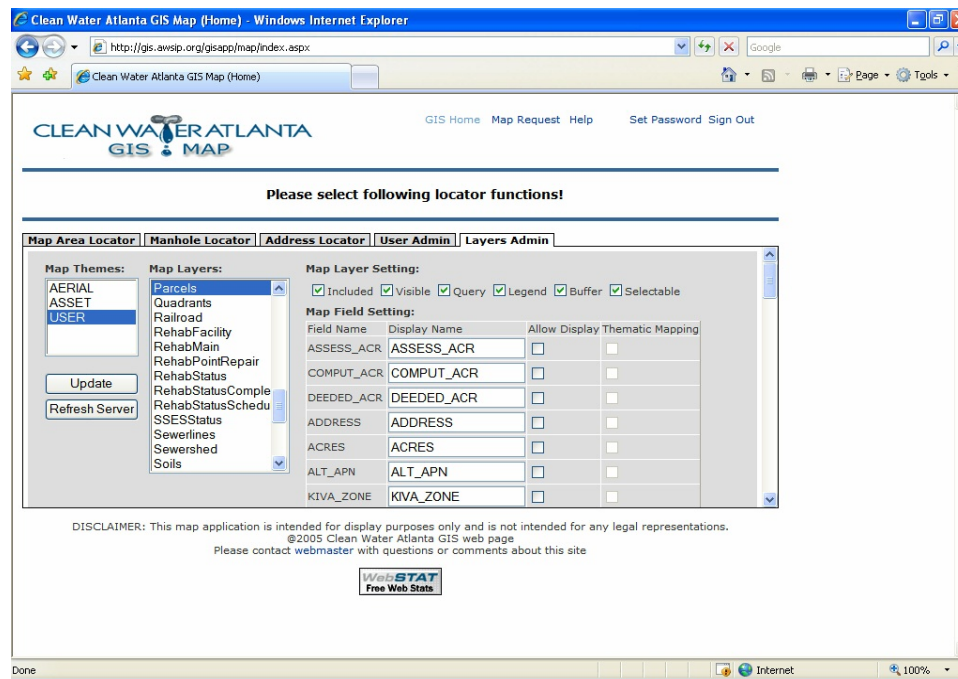 Clean Water Atlanta GIS Map (Home) - Windows Internet Explorer
http://gis.awsip.org/gisapp/map/index.aspx
Google
Clean Water Atlanta GIS Map (Home)
Page
Tools
CLEAN WATER ATLANTA
GIS MAP
GIS Home Map Request Help Set Password Sign Out
Please select following locator functions!
Map Area Locator Manhole Locator Address Locator User Admin Layers Admin
Map Themes:
AERIAL
ASSET
USER
Update
Refresh Server
Map Layers:
Parcels
Quadrants
Railroad
RehabFacility
RehabMain
RehabPointRepair
RehabStatus
RehabStatusComple
RehabStatusSchedu
SSESStatus
Sewerlines
Sewershed
Soils
Map Layer Setting:
Included Visible Query Legend Buffer Selectable
Map Field Setting:
Field Name Display Name Allow Display Thematic Mapping
ASSESS_ACR ASSESS_ACR
COMPUT_ACR COMPUT_ACR
DEEDED_ACR DEEDED_ACR
ADDRESS ADDRESS
ACRES ACRES
ALT_APN ALT_APN
KIVA_ZONE KIVA_ZONE
DISCLAIMER: This map application is intended for display purposes only and is not intended for any legal representations.
@2005 Clean Water Atlanta GIS web page
Please contact webmaster with questions or comments about this site
WebSTAT
Free Web Stats
Done
Internet
100%